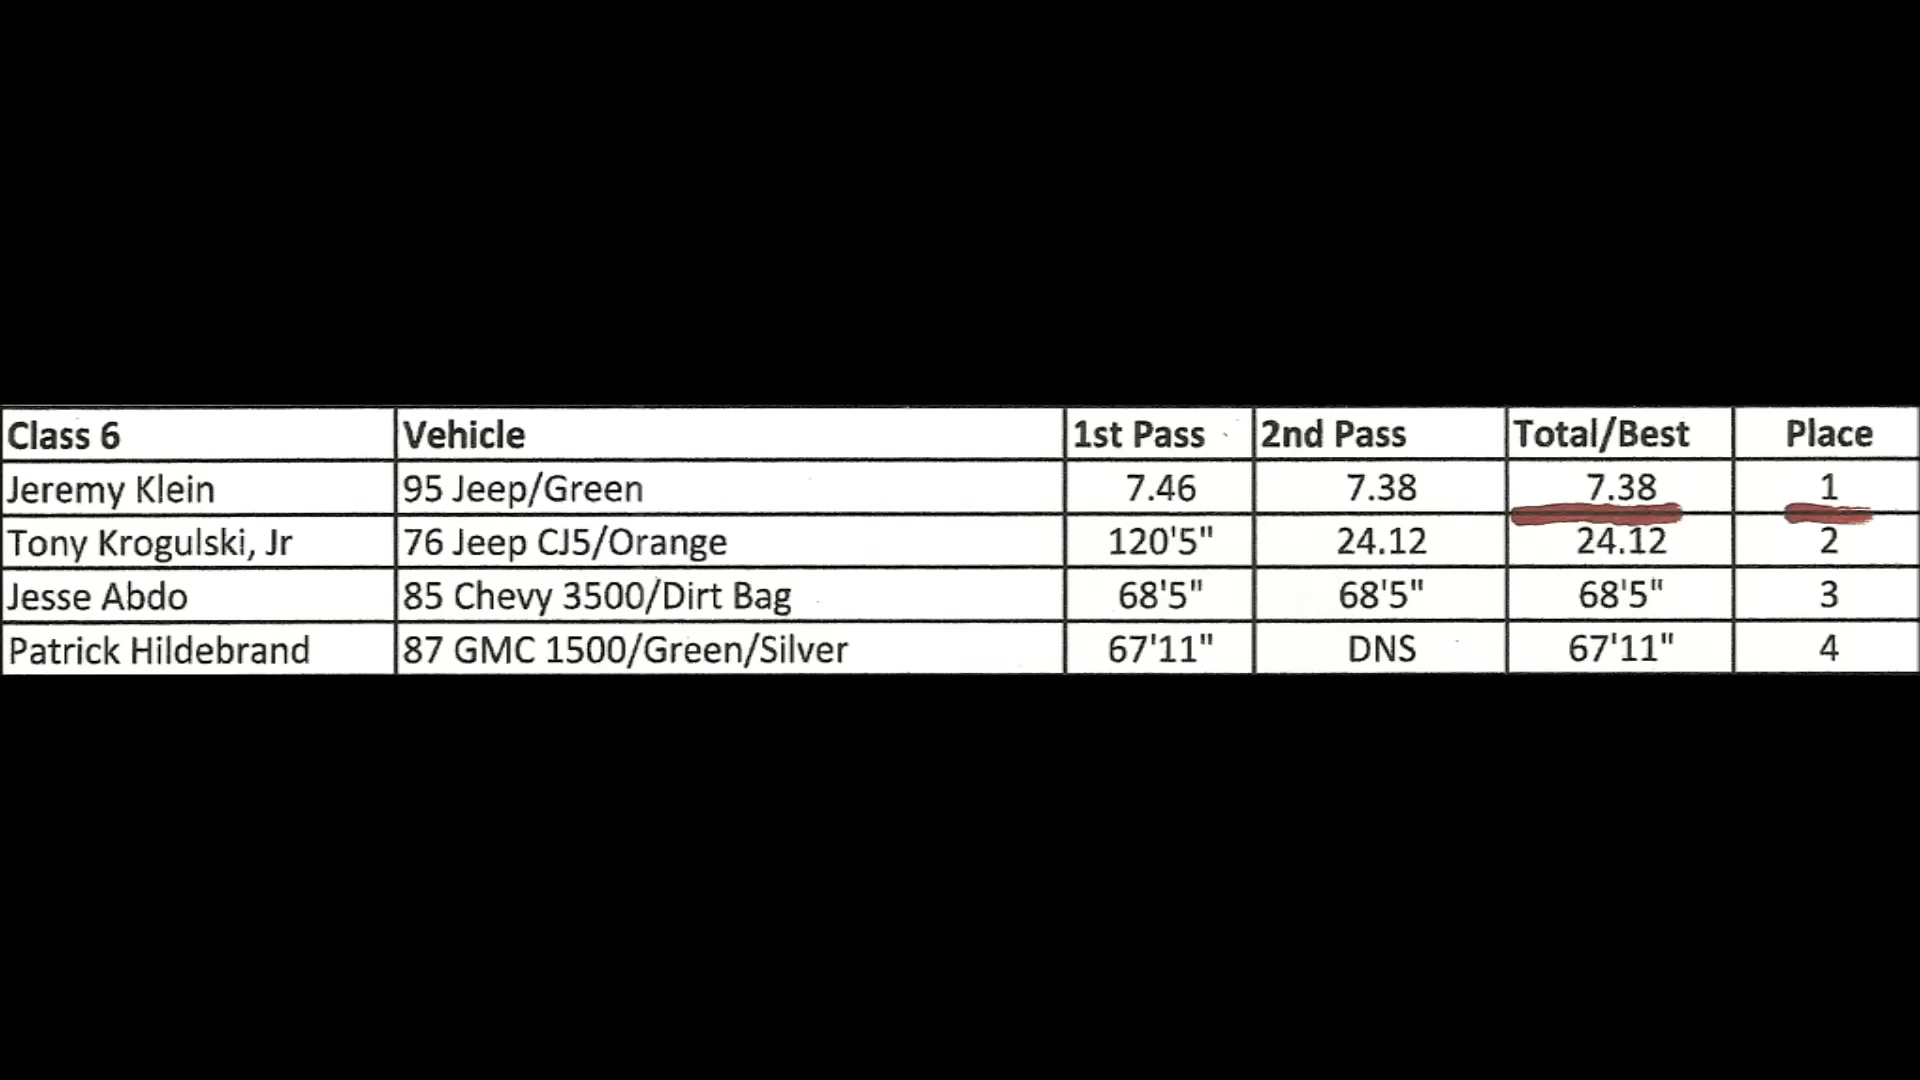 Class 6 Vehicle 1st Pass 2nd Pass Total/Best Place
Jeremy Klein 95 Jeep/Green 7.46 7.38 7.38 1
Tony Krogulski, Jr 76 Jeep CJ5/Orange 120'5" 24.12 24.12 2
Jesse Abdo 85 Chevy 3500/Dirt Bag 68'5" 68'5" 68'5" 3
Patrick Hildebrand 87 GMC 1500/Green/Silver 67'11" DNS 67'11" 4